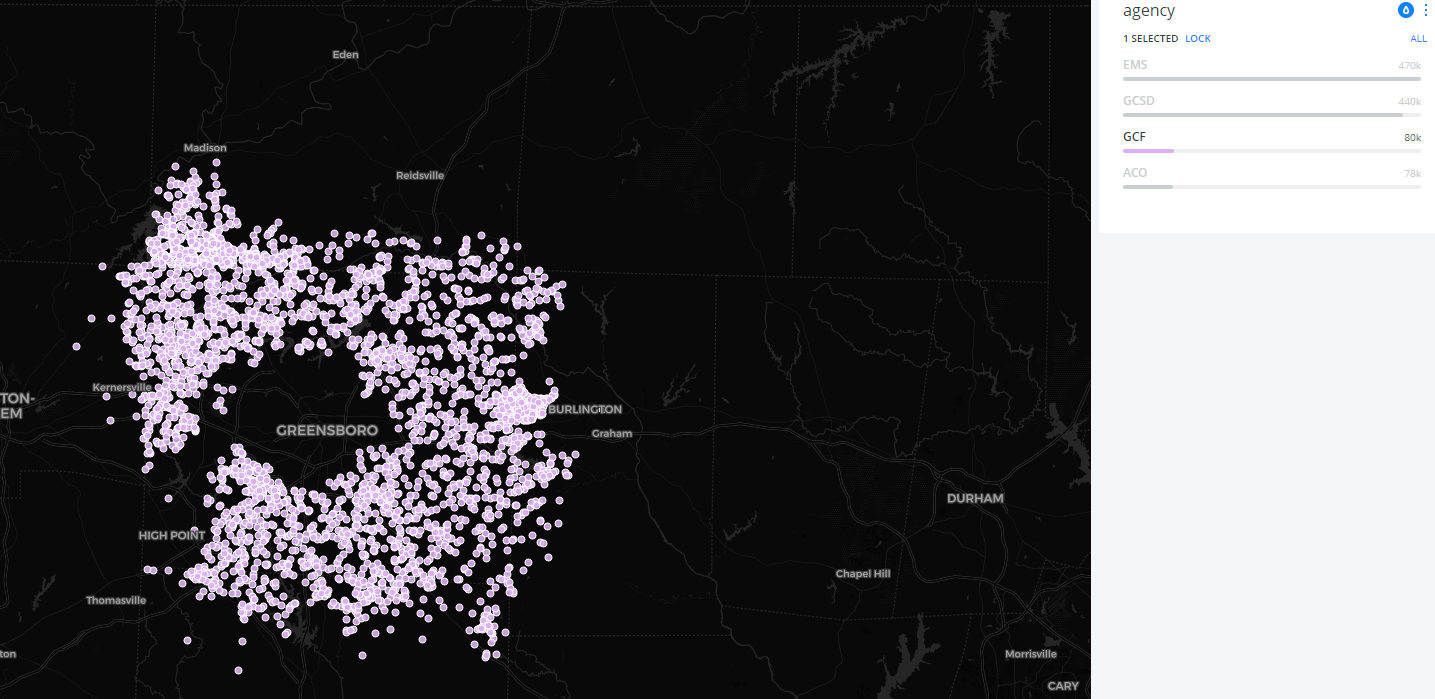 Eden
Madison
Reidsville
Kernersville
TON-
EM
GREENSBORO
BURLINGTON
Graham
HIGH POINT
DURHAM
Chapel Hill
Thomasville
ton
Morrisville
CARY
agency
1 SELECTED LOCK ALL
EMS 470k
GCSD 440k
GCF 80k
ACO 78k